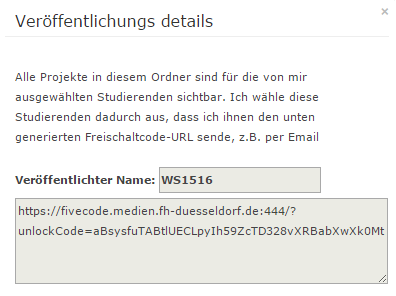 Veröffentlichungs details
Alle Projekte in diesem Ordner sind für die von mir
ausgewählten Studierenden sichtbar. Ich wähle diese
Studierenden dadurch aus, dass ich ihnen den unten
generierten Freischaltcode-URL sende, z.B. per Email
Veröffentlichter Name: WS1516
https://fivecode.medien.fh-duesseldorf.de:444/?
unlockCode=aBsysfuTABtlUECLpyIh59ZcTD328vXRBabXwXk0Mt